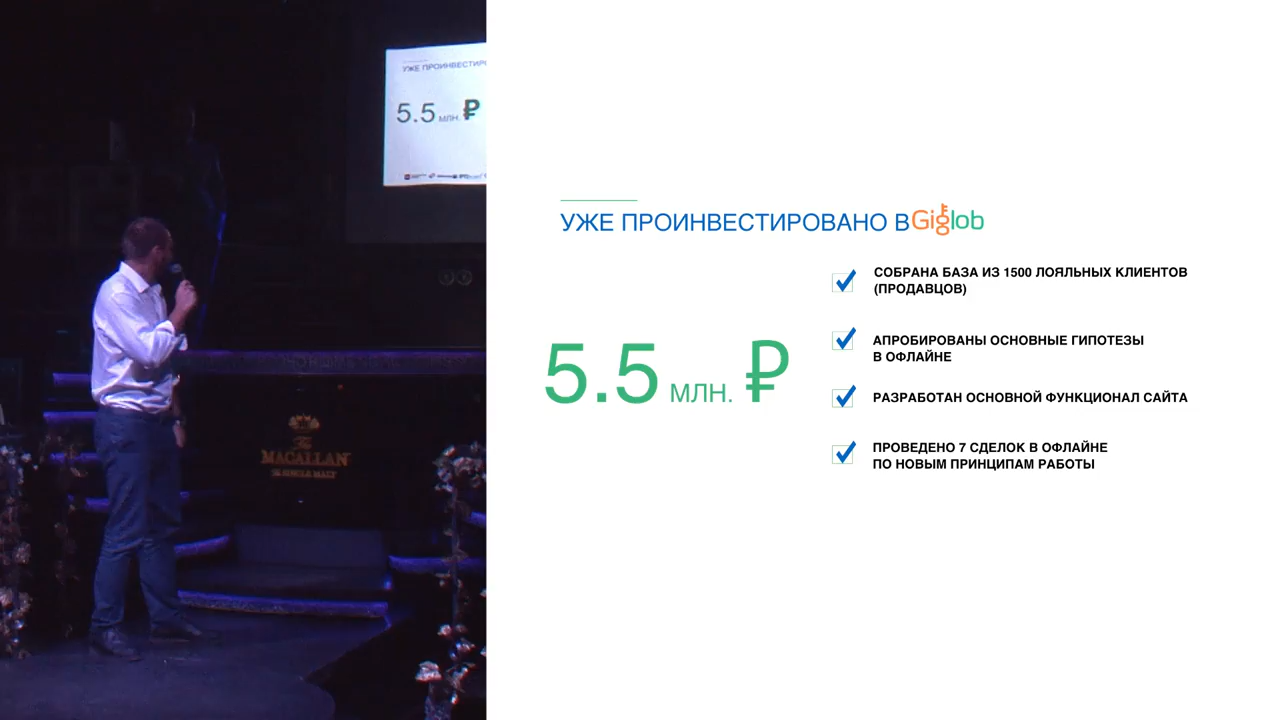 УЖЕ ПРОИНВЕСТИР
5.5 МЛН. ₽
The
MACALLAN
УЖЕ ПРОИНВЕСТИРОВАНО В Giglob
5.5 МЛН. ₽
СОБРАНА БАЗА ИЗ 1500 ЛОЯЛЬНЫХ КЛИЕНТОВ
(ПРОДАВЦОВ)
АПРОБИРОВАНЫ ОСНОВНЫЕ ГИПОТЕЗЫ
В ОФЛАЙНЕ
РАЗРАБОТАН ОСНОВНОЙ ФУНКЦИОНАЛ САЙТА
ПРОВЕДЕНО 7 СДЕЛОК В ОФЛАЙНЕ
ПО НОВЫМ ПРИНЦИПАМ РАБОТЫ